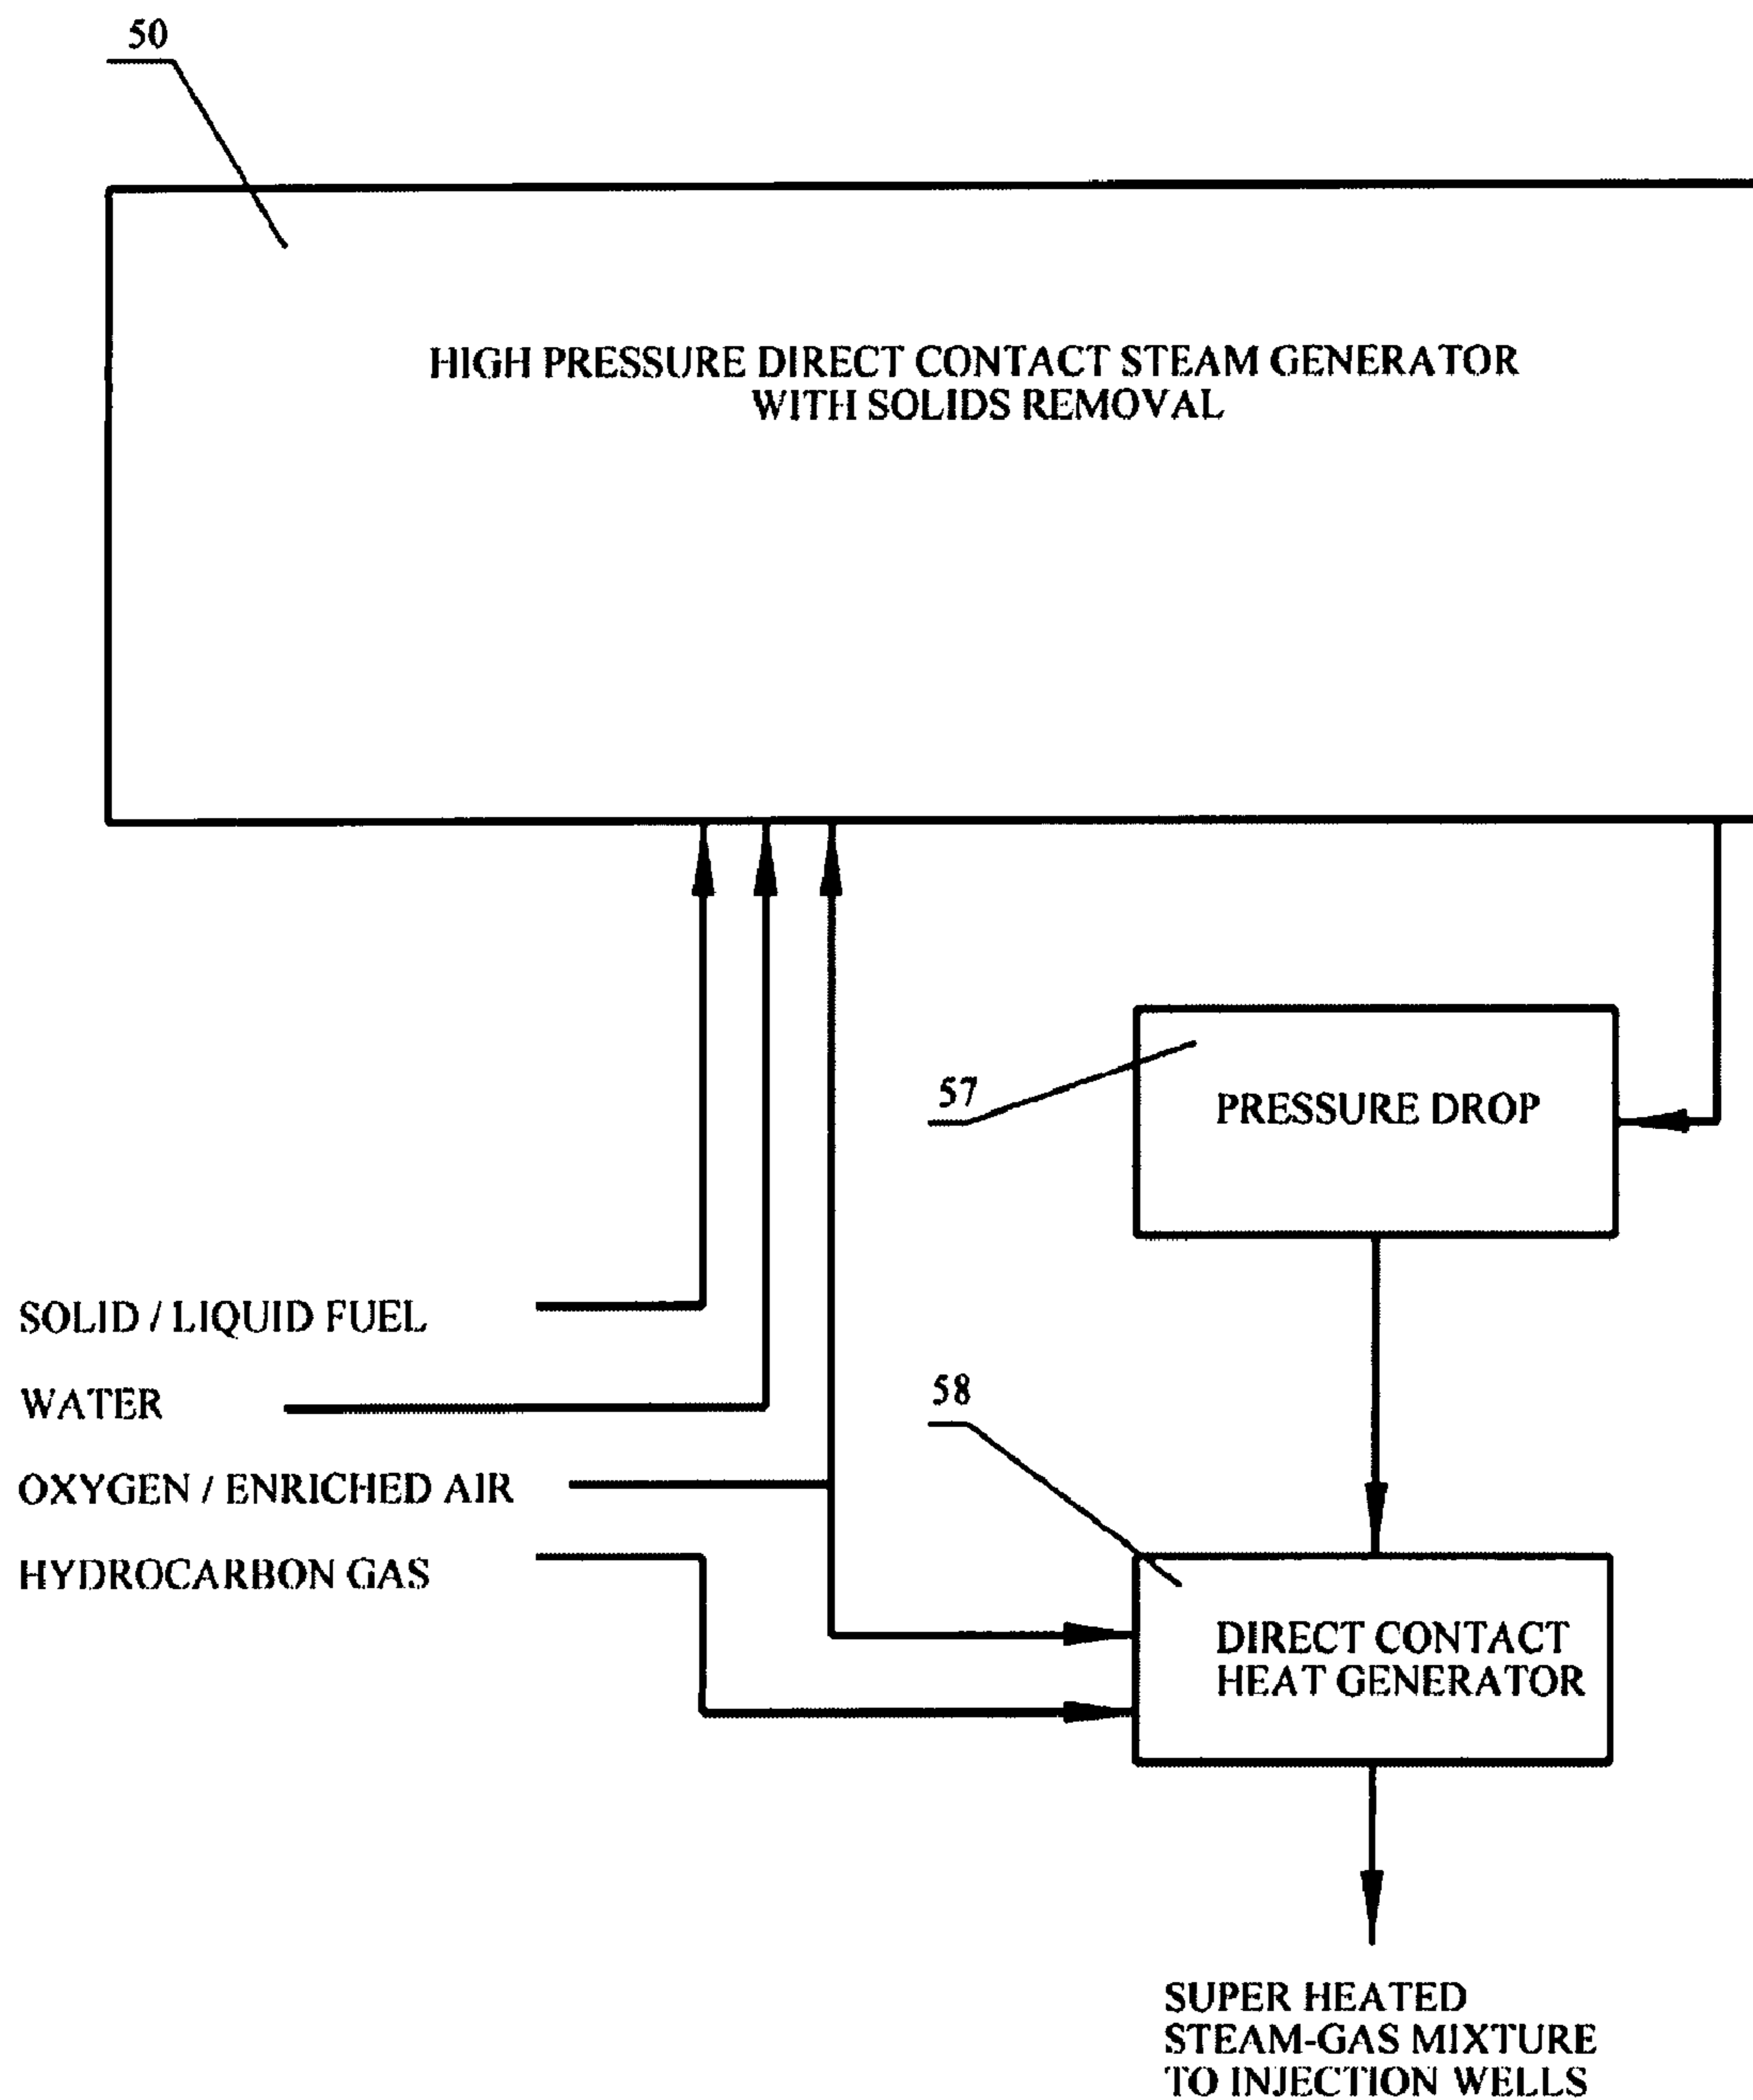 50
HIGH PRESSURE DIRECT CONTACT STEAM GENERATOR
WITH SOLIDS REMOVAL
57
PRESSURE DROP
SOLID / LIQUID FUEL
WATER
OXYGEN / ENRICHED AIR
HYDROCARBON GAS
58
DIRECT CONTACT
HEAT GENERATOR
SUPER HEATED
STEAM-GAS MIXTURE
TO INJECTION WELLS